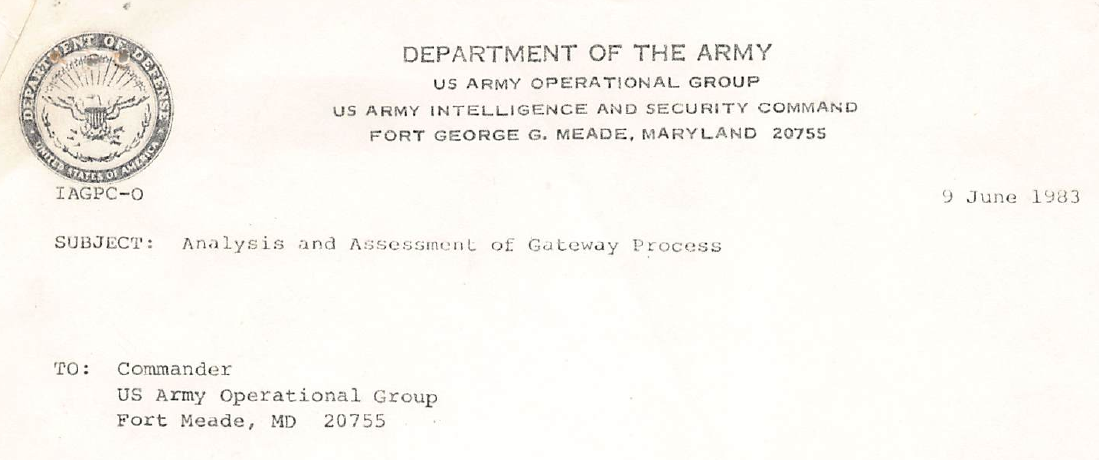 DEPARTMENT OF DEFENSE
UNITED STATES OF AMERICA
DEPARTMENT OF THE ARMY
US ARMY OPERATIONAL GROUP
US ARMY INTELLIGENCE AND SECURITY COMMAND
FORT GEORGE G. MEADE, MARYLAND 20755
IAGPC-O
9 June 1983
SUBJECT: Analysis and Assessment of Gateway Process
TO: Commander
US Army Operational Group
Fort Meade, MD 20755